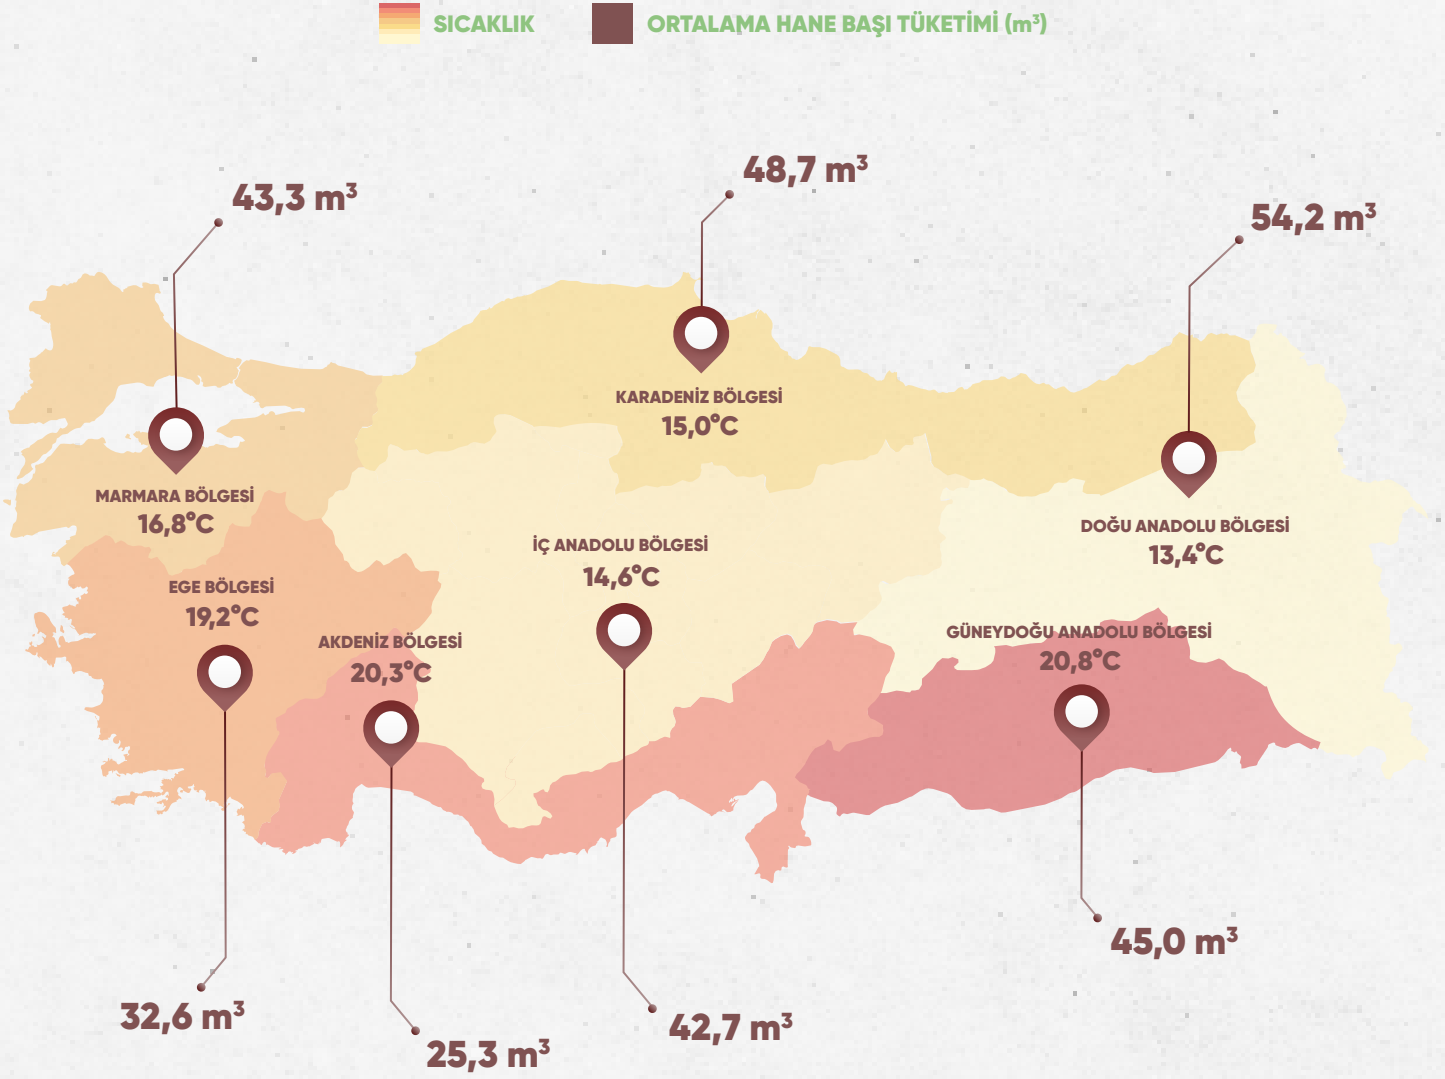 SICAKLIK
ORTALAMA HANE BAŞI TÜKETİMİ (m³)
48,7 m³
43,3 m³
54,2 m³
KARADENİZ BÖLGESİ
15,0°C
MARMARA BÖLGESİ
16,8°C
DOĞU ANADOLU BÖLGESİ
13,4°C
İÇ ANADOLU BÖLGESİ
14,6°C
EGE BÖLGESİ
19,2°C
AKDENİZ BÖLGESİ
20,3°C
GÜNEYDOĞU ANADOLU BÖLGESİ
20,8°C
45,0 m³
32,6 m³
42,7 m³
25,3 m³